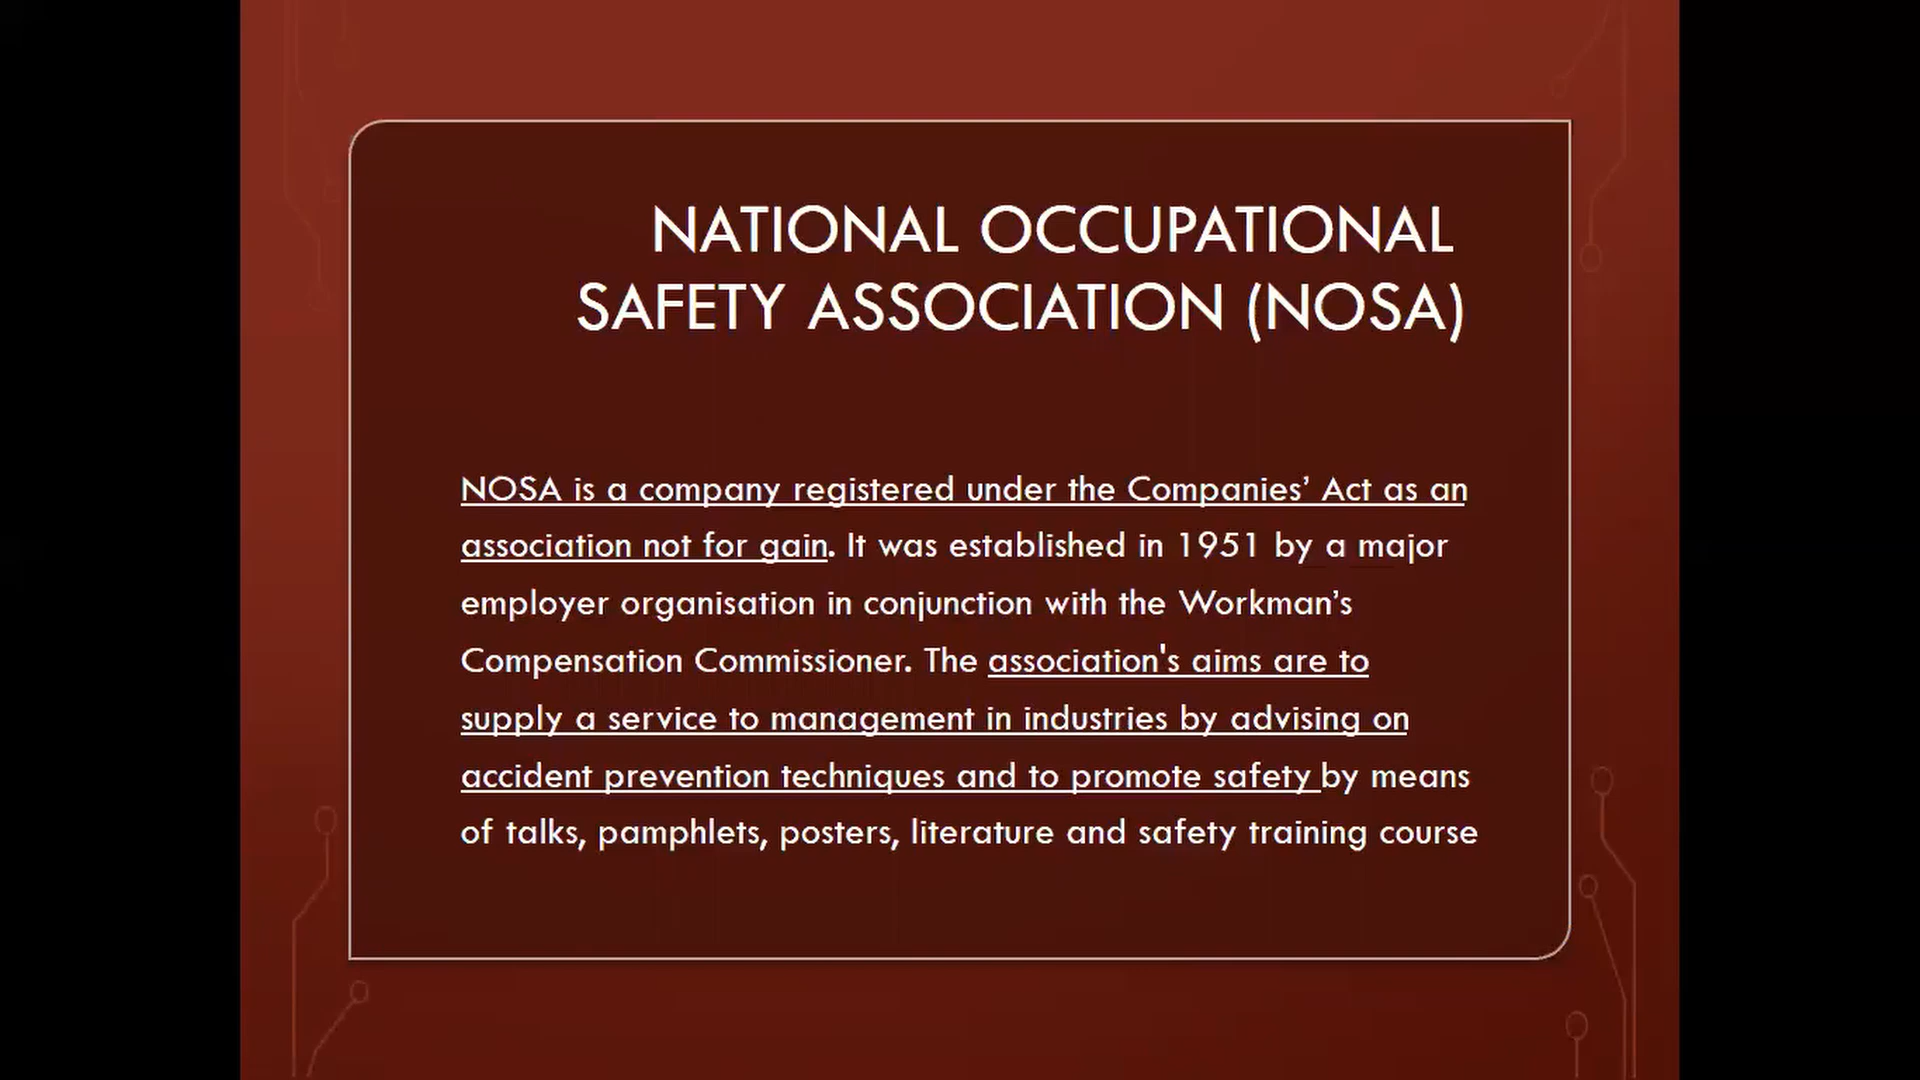 NATIONAL OCCUPATIONAL
SAFETY ASSOCIATION (NOSA)
NOSA is a company registered under the Companies’ Act as an
association not for gain. It was established in 1951 by a major
employer organisation in conjunction with the Workman’s
Compensation Commissioner. The association's aims are to
supply a service to management in industries by advising on
accident prevention techniques and to promote safety by means
of talks, pamphlets, posters, literature and safety training course